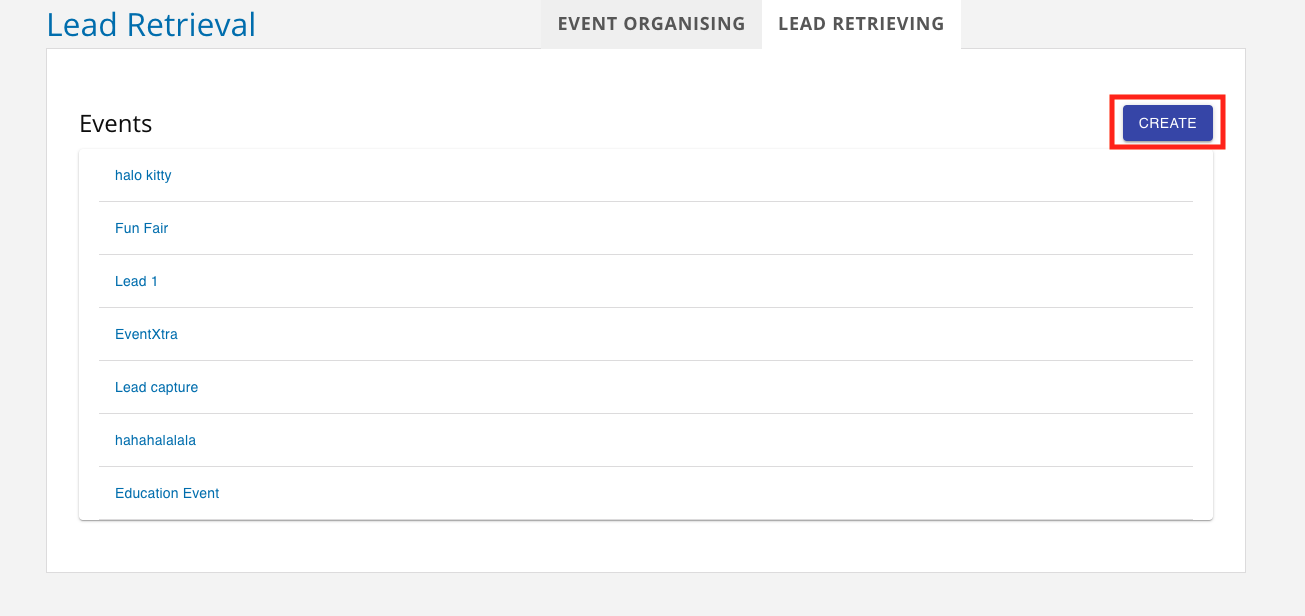 Lead Retrieval
EVENT ORGANISING
LEAD RETRIEVING
Events
CREATE
halo kitty
Fun Fair
Lead 1
EventXtra
Lead capture
hahahalalala
Education Event